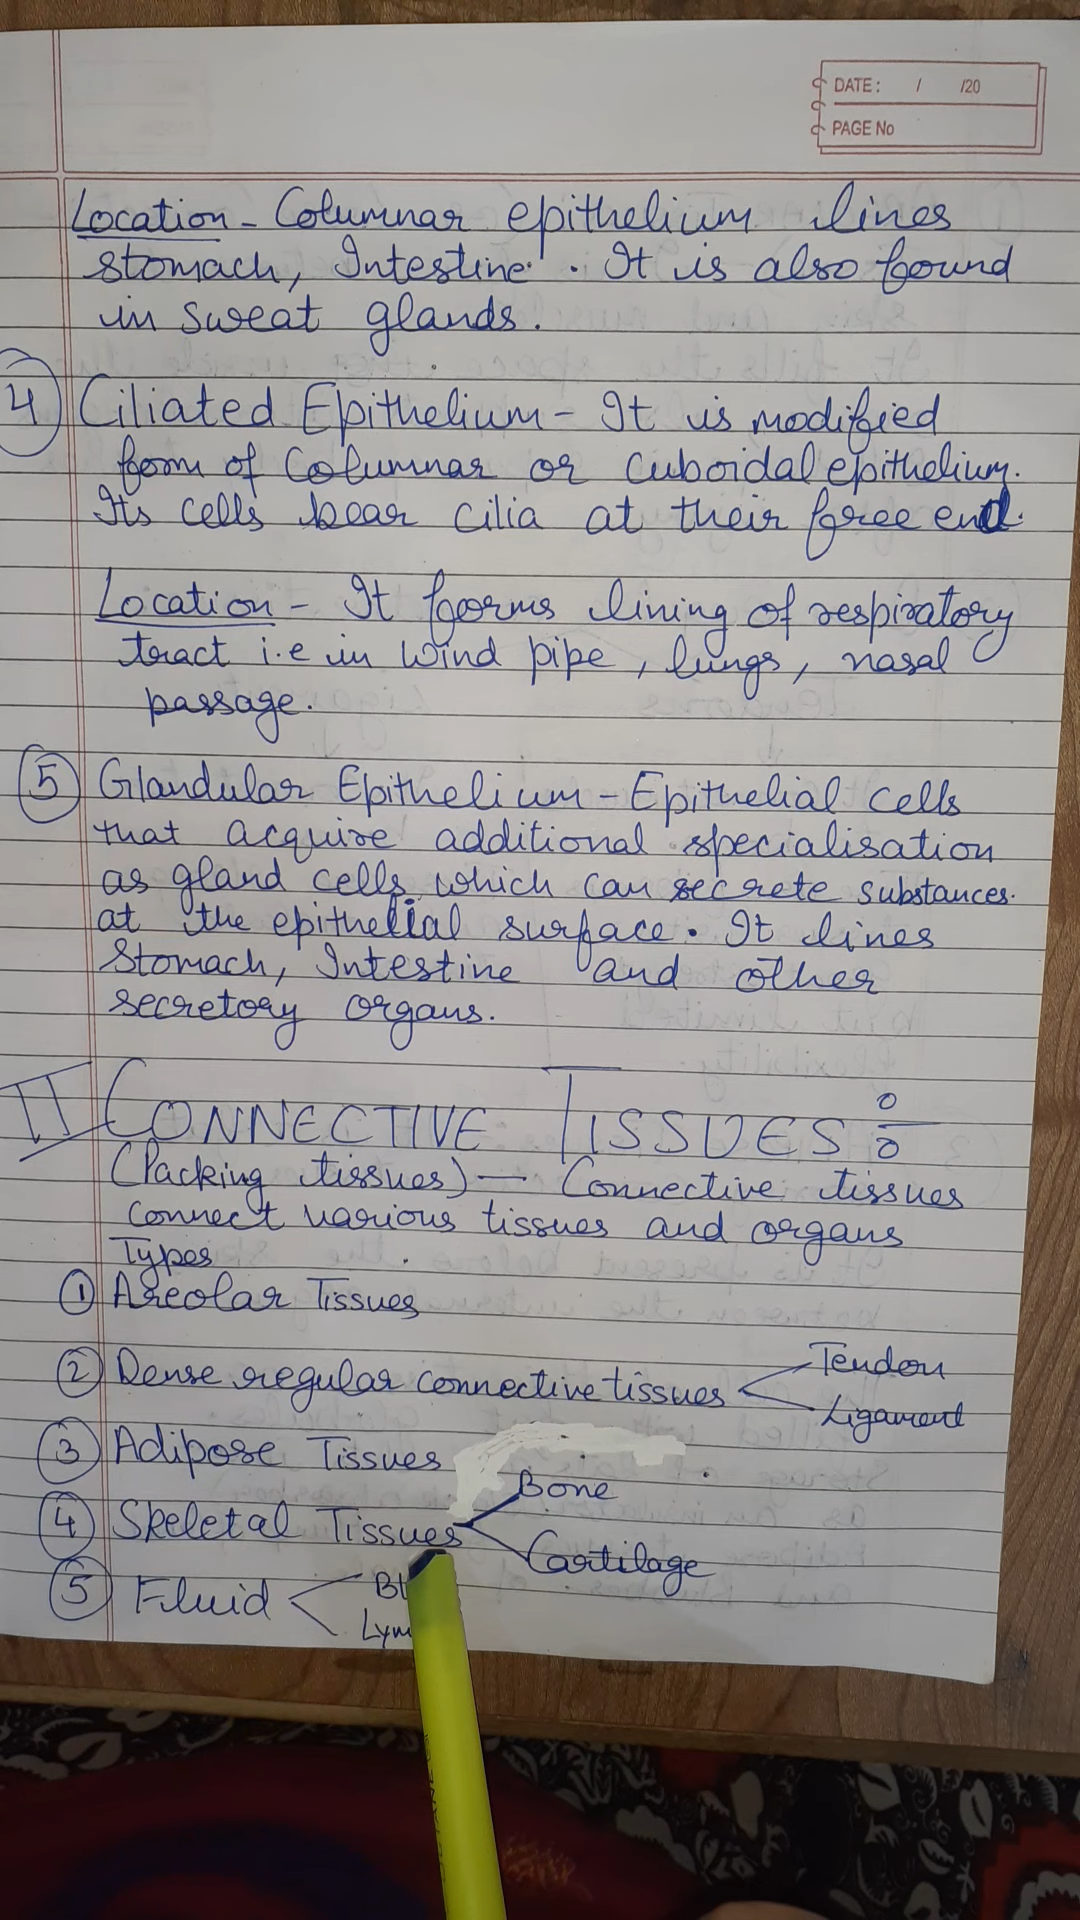 DATE : / /20
PAGE No
Location - Columnar epithelium lines
stomach, Intestine . It is also found
in sweat glands.
4 Ciliated Epithelium - It is modified
form of Columnar or cuboidal epithelium.
Its cells bear cilia at their free end.
Location - It forms lining of respiratory
tract i.e in wind pipe, lungs, nasal
passage.
5 Glandular Epithelium - Epithelial cells
that acquire additional specialisation
as gland cells, which can secrete substances.
at the epithelial surface. It lines
Stomach, Intestine and other
secretory organs.
II CONNECTIVE TISSUES :
(Packing tissues) — Connective tissues
connect various tissues and organs
Types
1 Areolar Tissues
2 Dense regular connective tissues < Tendon
Ligament
3 Adipose Tissues
Bone
4 Skeletal Tissues <
Cartilage
5 Fluid <